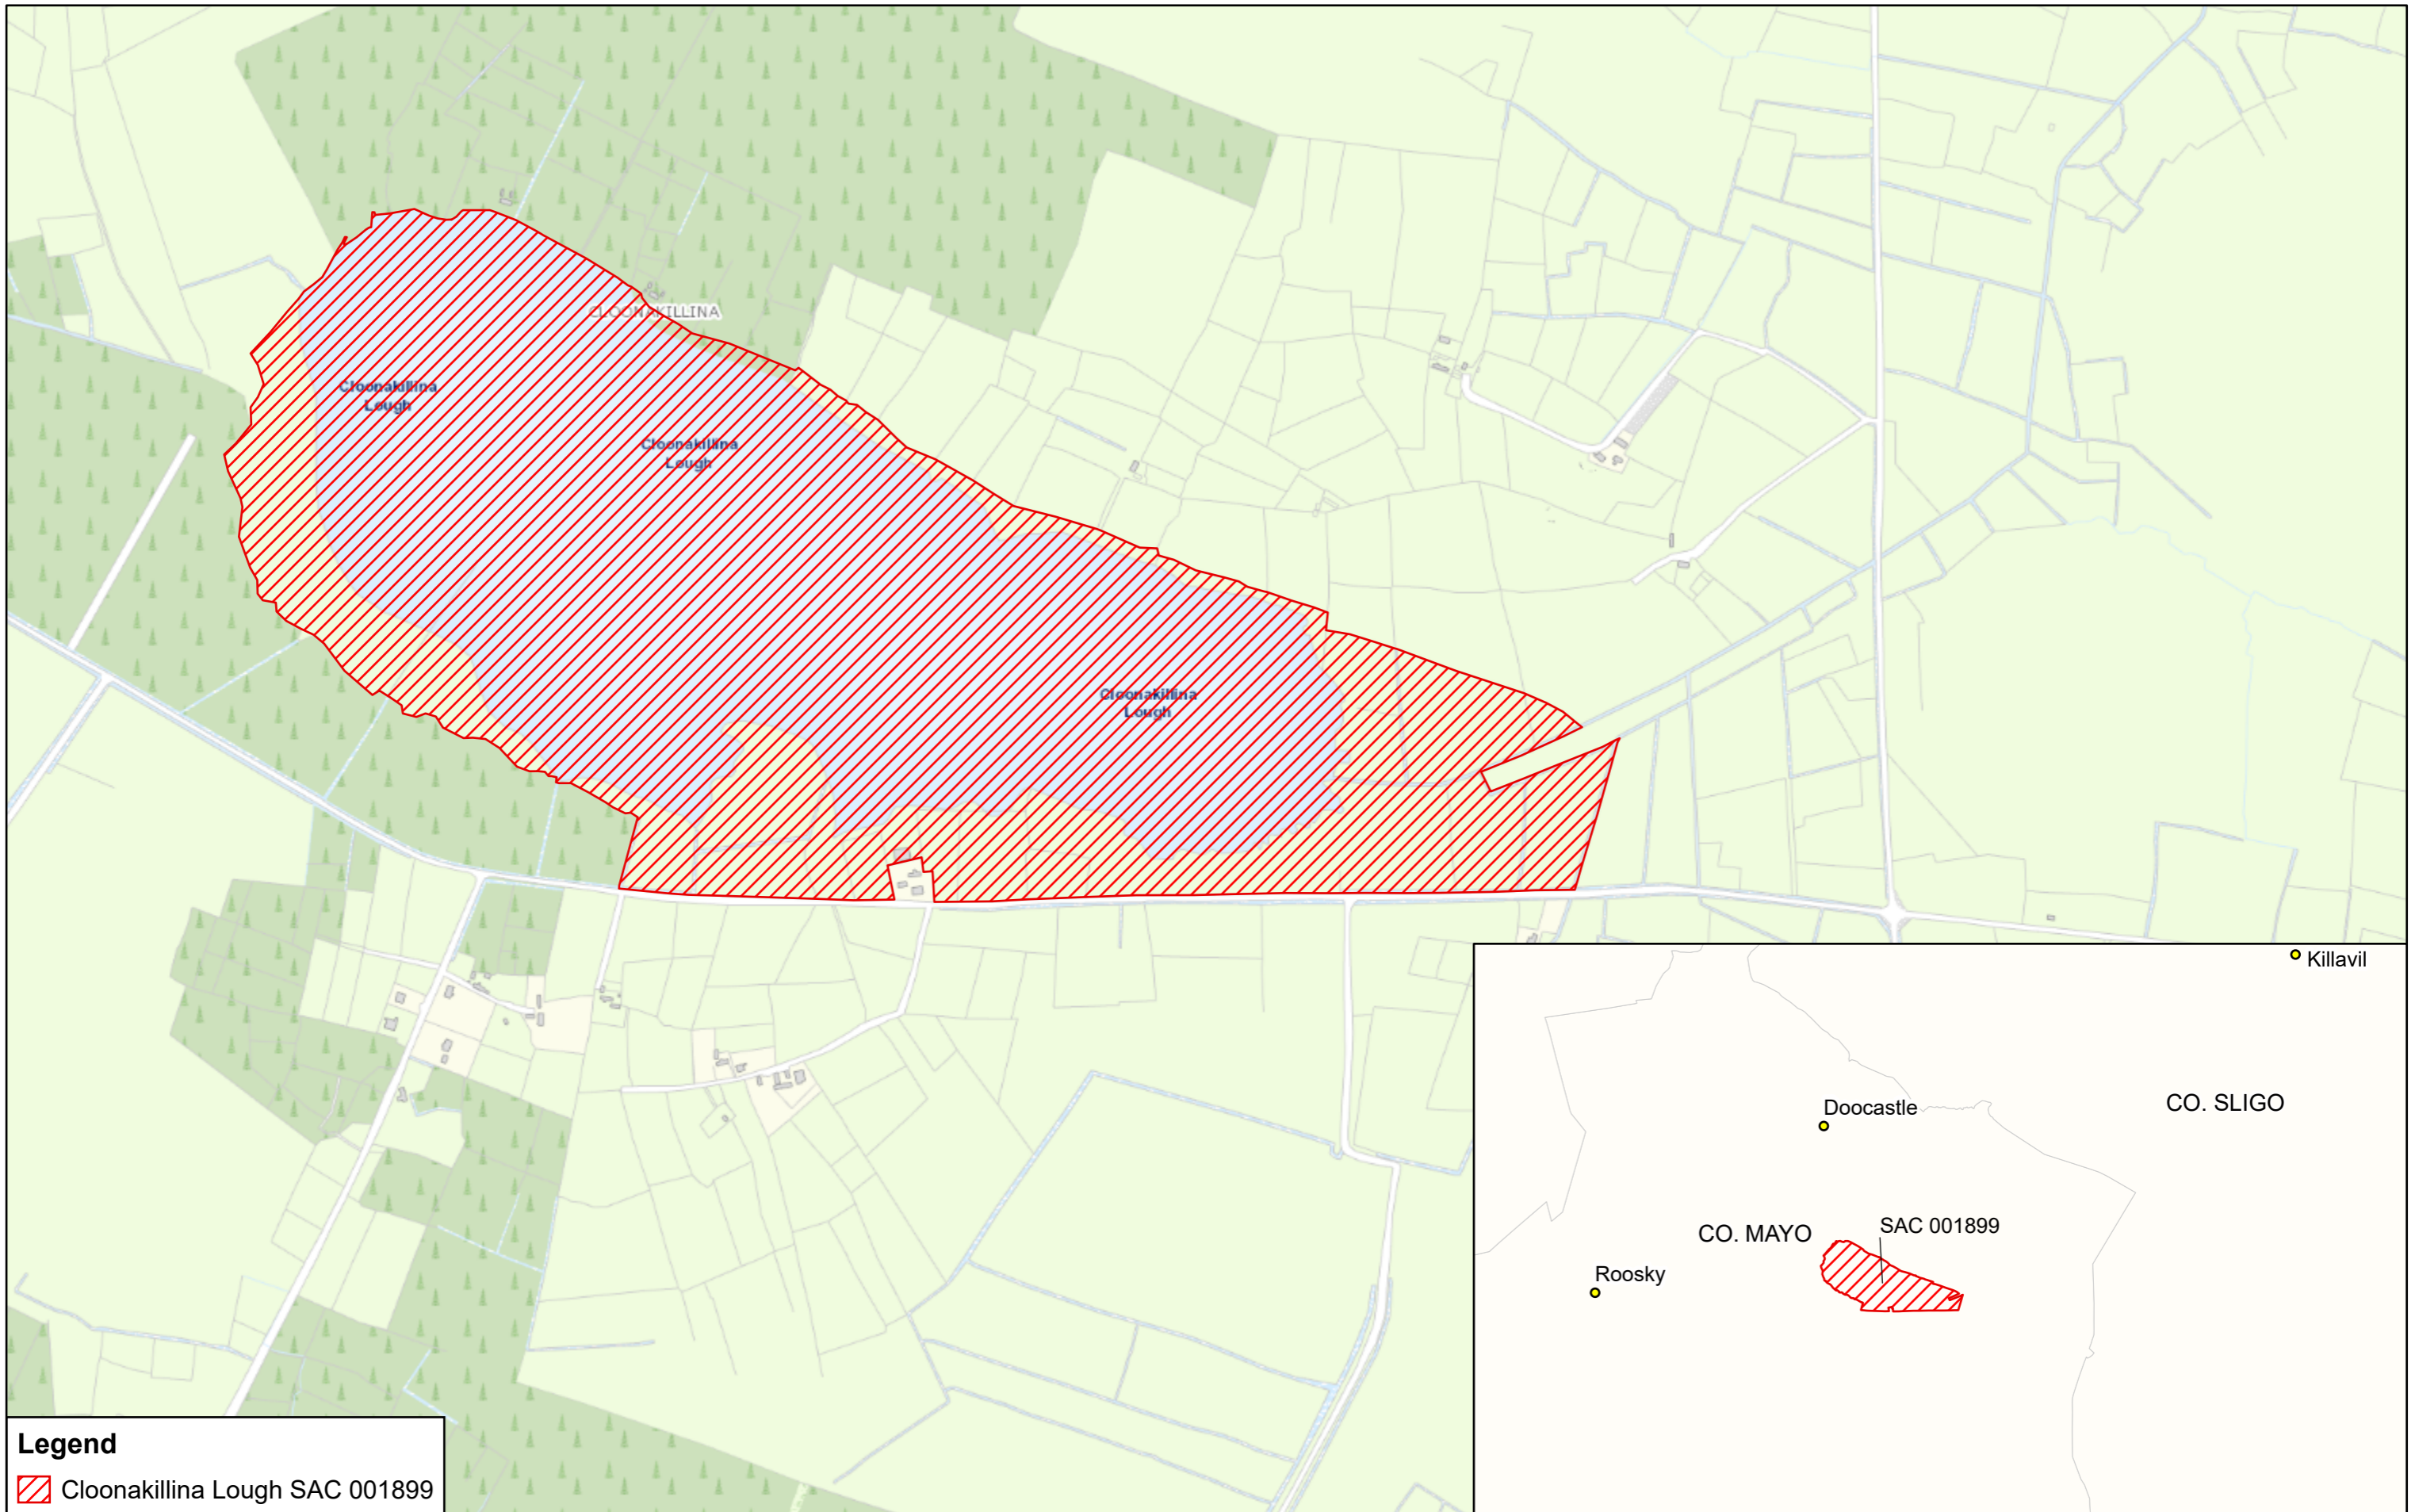 CLOONAKILLINA
Cloonakillina
Lough
Cloonakillina
Lough
Cloonakillina
Lough
Killavil
CO. SLIGO
Doocastle
SAC 001899
CO. MAYO
Roosky
Legend
Cloonakillina Lough SAC 001899